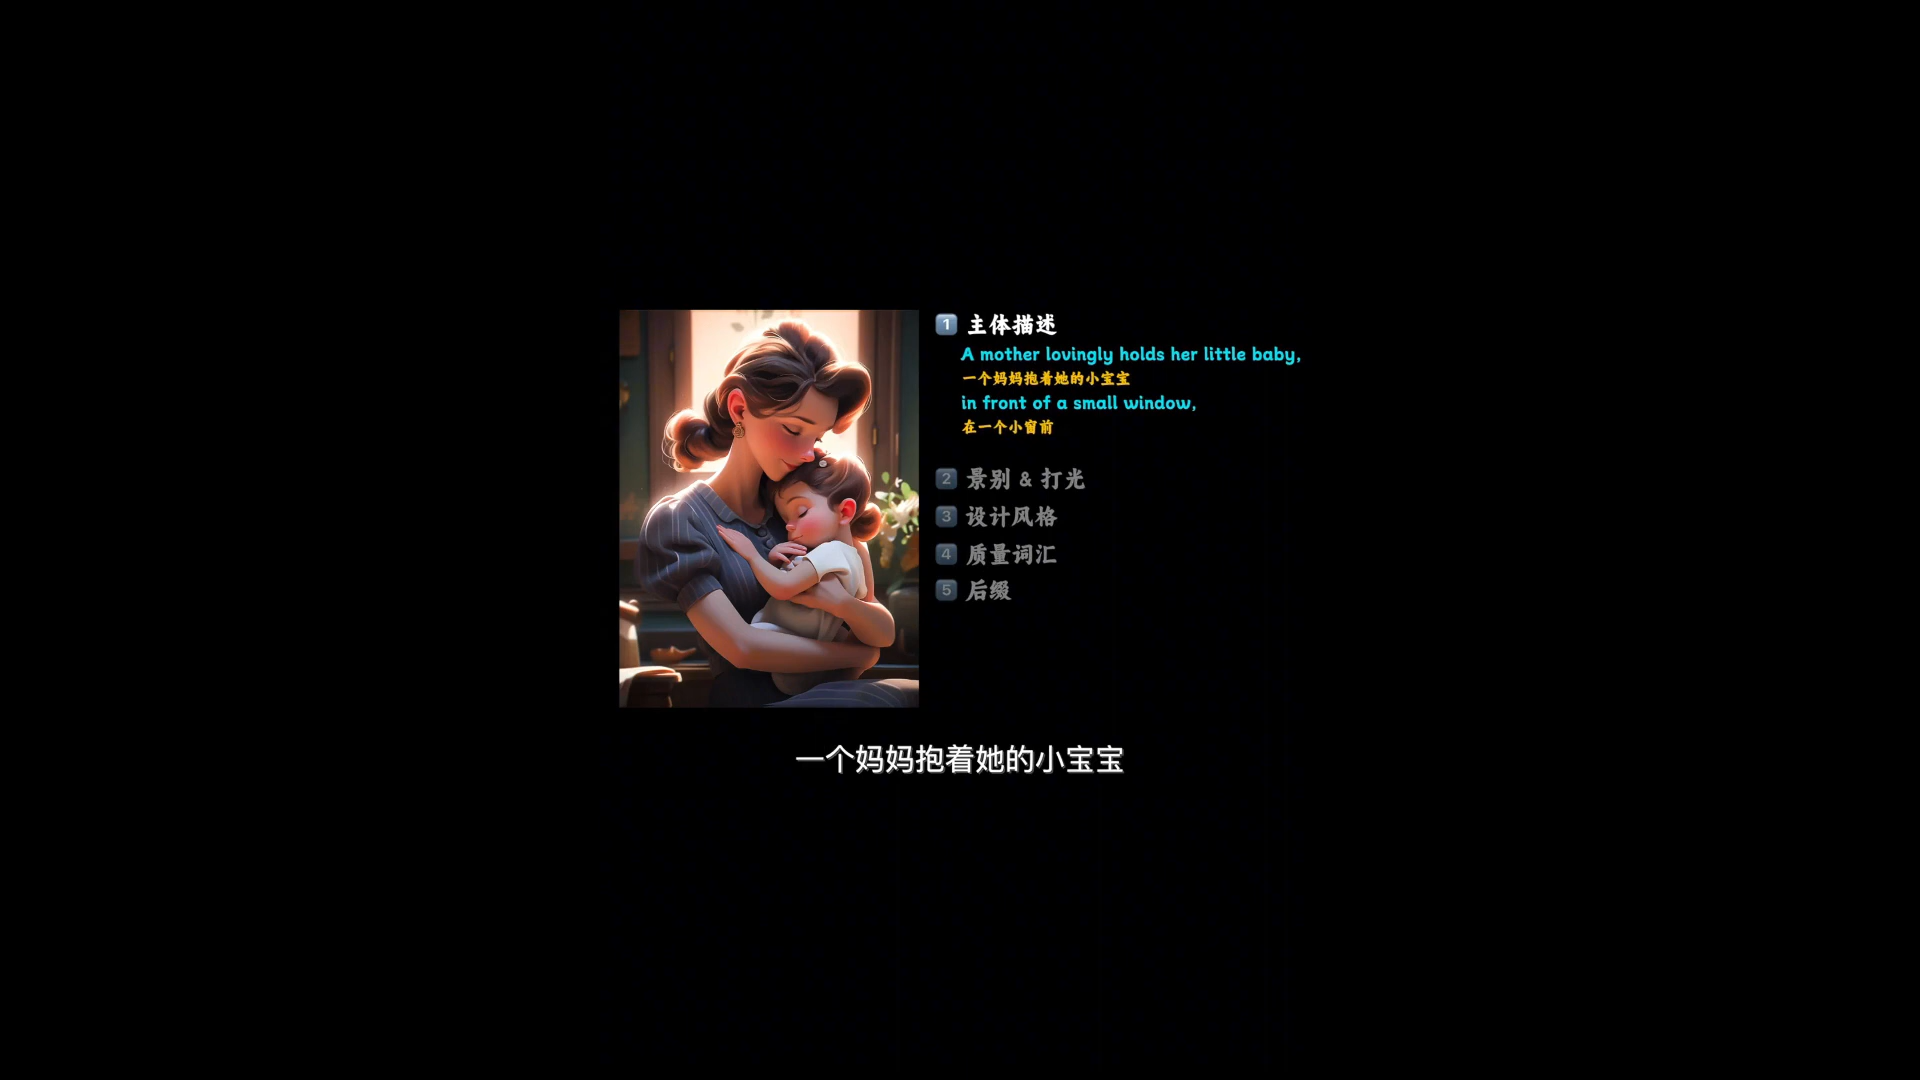 1 主体描述
A mother lovingly holds her little baby,
一个妈妈抱着她的小宝宝
in front of a small window,
在一个小窗前
2 景别 & 打光
3 设计风格
4 质量词汇
5 后缀
一个妈妈抱着她的小宝宝